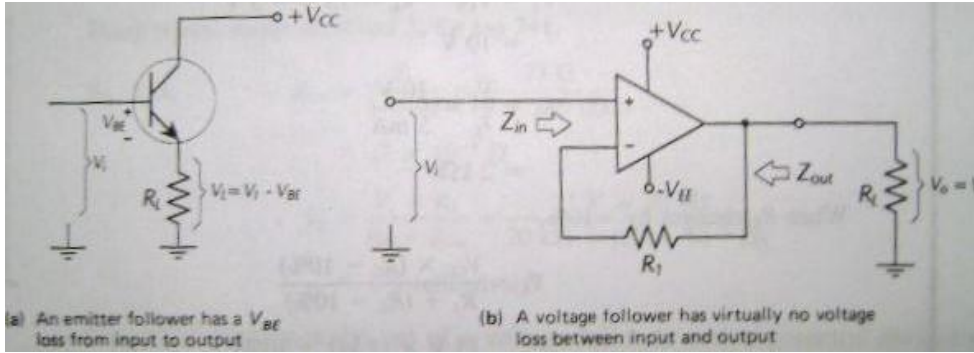 +VCC
VBE
+
-
Vi
RL
VL = Vi - VBE
+VCC
+
-
Zin
Vi
-VEE
R1
Zout
RL
Vo =
(a) An emitter follower has a VBE
loss from input to output
(b) A voltage follower has virtually no voltage
loss between input and output